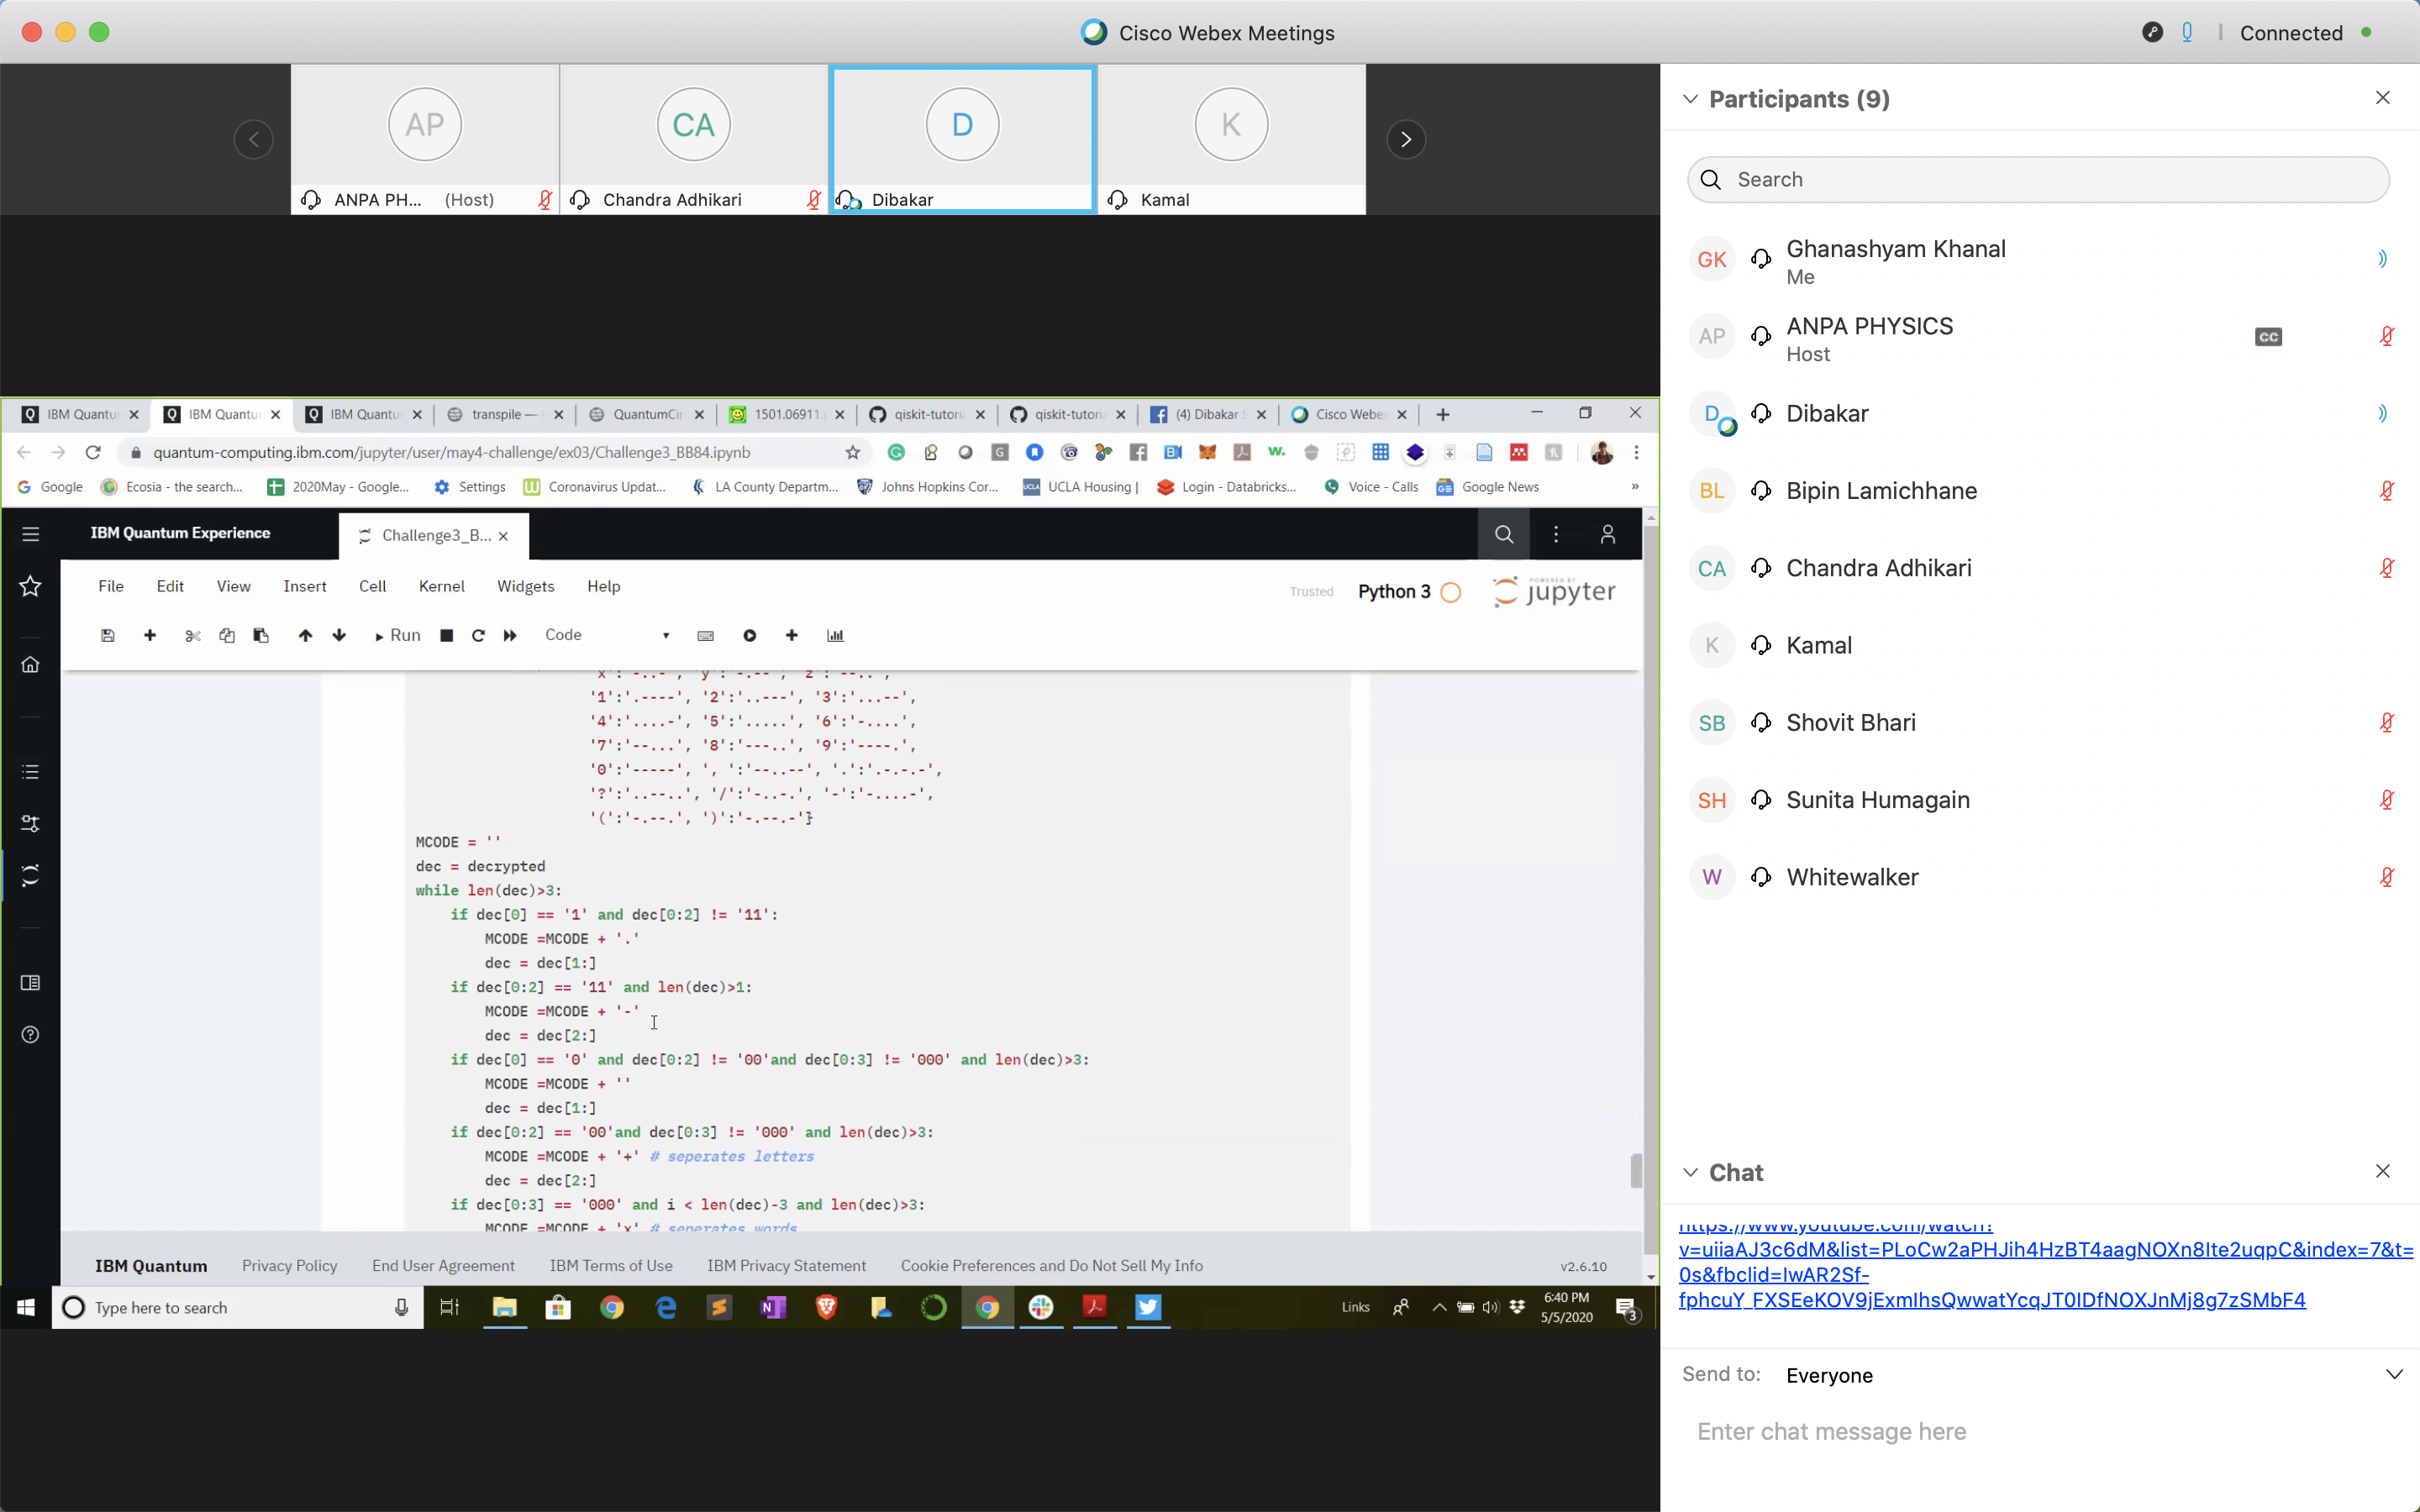 Cisco Webex Meetings
Connected
AP
CA
D
K
ANPA PH... (Host)
Chandra Adhikari
Dibakar
Kamal
IBM Quantu
IBM Quantu
IBM Quantu
transpile —
QuantumCir
1501.06911.
qiskit-tutori
qiskit-tutori
(4) Dibakar S
Cisco Webe
quantum-computing.ibm.com/jupyter/user/may4-challenge/ex03/Challenge3_BB84.ipynb
Google
Ecosia - the search...
2020May - Google...
Settings
Coronavirus Updat...
LA County Departm...
Johns Hopkins Cor...
UCLA Housing |
Login - Databricks...
Voice - Calls
Google News
»
IBM Quantum Experience
Challenge3_B...
File Edit View Insert Cell Kernel Widgets Help
Trusted
Python 3
POWERED BY
jupyter
Run
Code
'x':'-..-', 'y':'-.--', 'z':'--..',
'1':'.----', '2':'..---', '3':'...--',
'4':'....-', '5':'.....', '6':'-....',
'7':'--...', '8':'---..', '9':'----.',
'0':'-----', ', ':'--..--', '.':'.-.-.-',
'?':'..--..', '/':'-..-.', '-':'-....-',
'(':'-.--.', ')':'-.--.-'}
MCODE = ''
dec = decrypted
while len(dec)>3:
if dec[0] == '1' and dec[0:2] != '11':
MCODE =MCODE + '.'
dec = dec[1:]
if dec[0:2] == '11' and len(dec)>1:
MCODE =MCODE + '-'
dec = dec[2:]
if dec[0] == '0' and dec[0:2] != '00'and dec[0:3] != '000' and len(dec)>3:
MCODE =MCODE + ''
dec = dec[1:]
if dec[0:2] == '00'and dec[0:3] != '000' and len(dec)>3:
MCODE =MCODE + '+' # seperates letters
dec = dec[2:]
if dec[0:3] == '000' and i < len(dec)-3 and len(dec)>3:
MCODE =MCODE + 'x' # seperates words
IBM Quantum
Privacy Policy
End User Agreement
IBM Terms of Use
IBM Privacy Statement
Cookie Preferences and Do Not Sell My Info
v2.6.10
Type here to search
Links
6:40 PM
5/5/2020
3
Participants (9)
Search
GK
Ghanashyam Khanal
Me
AP
ANPA PHYSICS
Host
CC
D
Dibakar
BL
Bipin Lamichhane
CA
Chandra Adhikari
K
Kamal
SB
Shovit Bhari
SH
Sunita Humagain
W
Whitewalker
Chat
https://www.youtube.com/watch?
v=uiiaAJ3c6dM&list=PLoCw2aPHJih4HzBT4aagNOXn8Ite2uqpC&index=7&t=
0s&fbclid=IwAR2Sf-
fphcuY_FXSEeKOV9jExmlhsQwwatYcqJT0IDfNOXJnMj8g7zSMbF4
Send to: Everyone
Enter chat message here